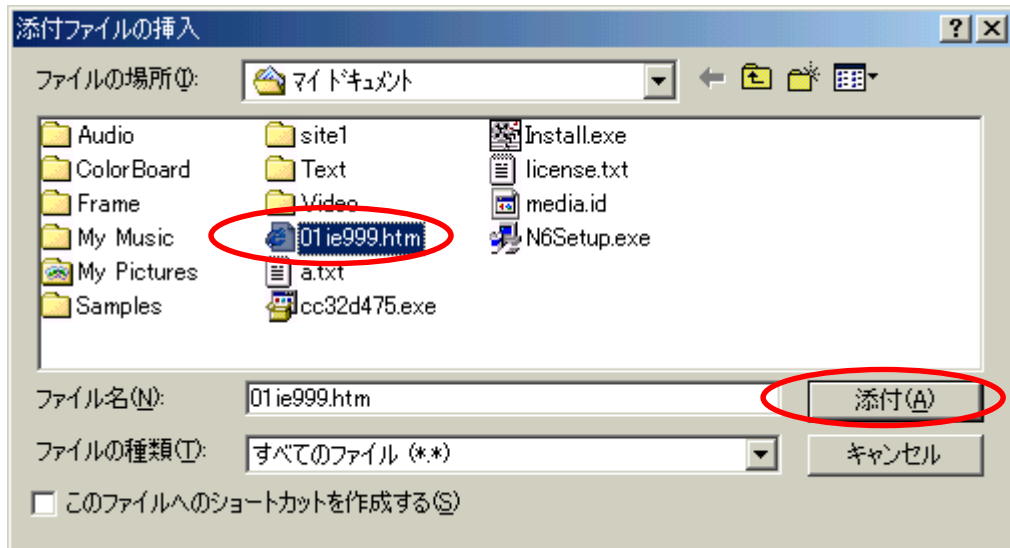 添付ファイルの挿入
ファイルの場所(I):
マイ ドキュメント
Audio
ColorBoard
Frame
My Music
My Pictures
Samples
site1
Text
Video
01ie999.htm
a.txt
cc32d475.exe
Install.exe
license.txt
media.id
N6Setup.exe
ファイル名(N):
01ie999.htm
添付(A)
ファイルの種類(T):
すべてのファイル (*.*)
キャンセル
このファイルへのショートカットを作成する(S)